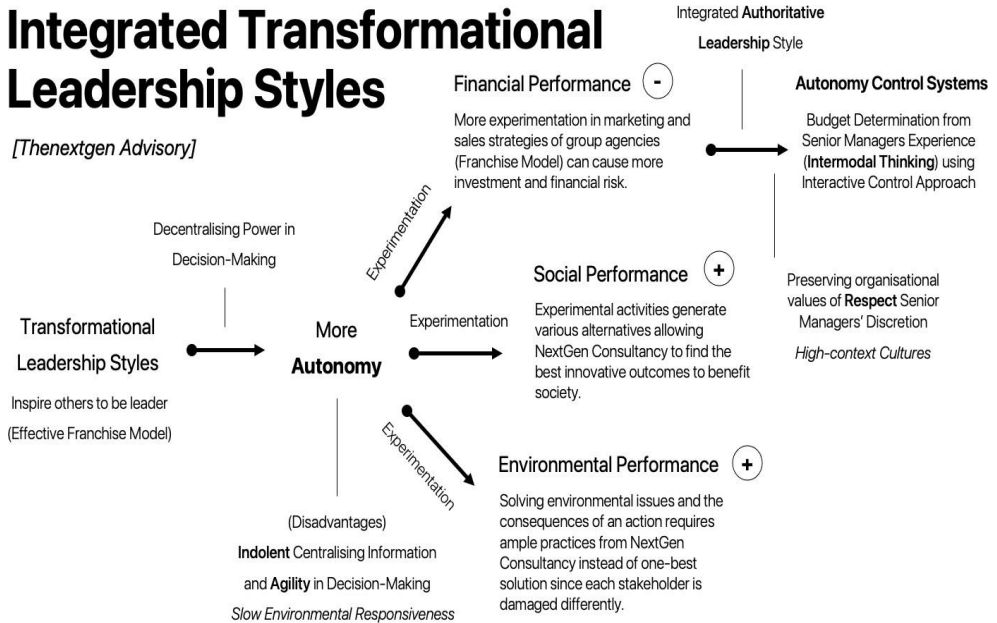 Integrated Transformational
Leadership Styles
[Thenextgen Advisory]
Integrated Authoritative
Leadership Style
Financial Performance
-
More experimentation in marketing and
sales strategies of group agencies
(Franchise Model) can cause more
investment and financial risk.
Autonomy Control Systems
Budget Determination from
Senior Managers Experience
(Intermodal Thinking) using
Interactive Control Approach
Preserving organisational
values of Respect Senior
Managers' Discretion
High-context Cultures
Decentralising Power in
Decision-Making
Transformational
Leadership Styles
Inspire others to be leader
(Effective Franchise Model)
More
Autonomy
Experimentation
Experimentation
Experimentation
Social Performance
+
Experimental activities generate
various alternatives allowing
NextGen Consultancy to find the
best innovative outcomes to benefit
society.
Environmental Performance
+
Solving environmental issues and the
consequences of an action requires
ample practices from NextGen
Consultancy instead of one-best
solution since each stakeholder is
damaged differently.
(Disadvantages)
Indolent Centralising Information
and Agility in Decision-Making
Slow Environmental Responsiveness